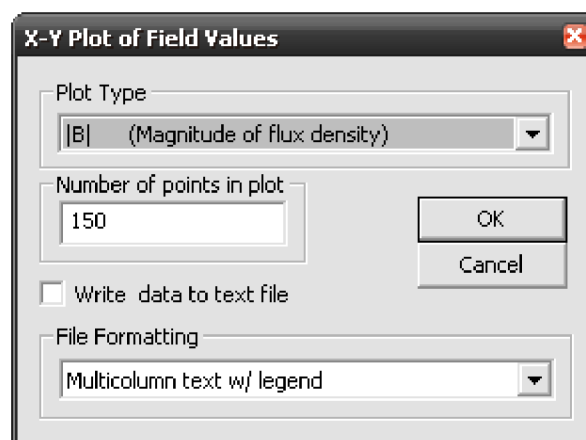 X-Y Plot of Field Values
Plot Type
|B| (Magnitude of flux density)
Number of points in plot
150
OK
Cancel
Write data to text file
File Formatting
Multicolumn text w/ legend